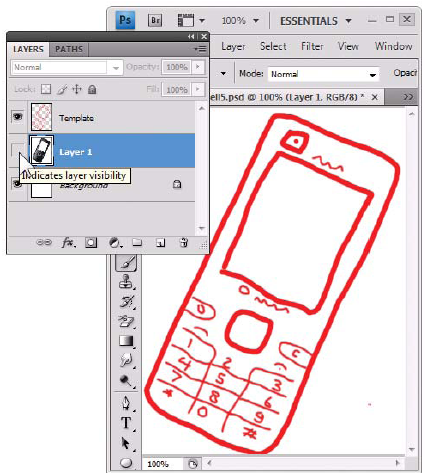 Ps Br 100% ESSENTIALS
LAYERS PATHS
Layer Select Filter View Window
Normal Opacity: 100%
Mode: Normal Opacit
Lock: Fill: 100%
ell5.psd @ 100% (Layer 1, RGB/8) *
Template
Layer 1
Indicates layer visibility
Background
fx
1 2 3
4 5 6
7 8 9
* 0 #
C
T
100%